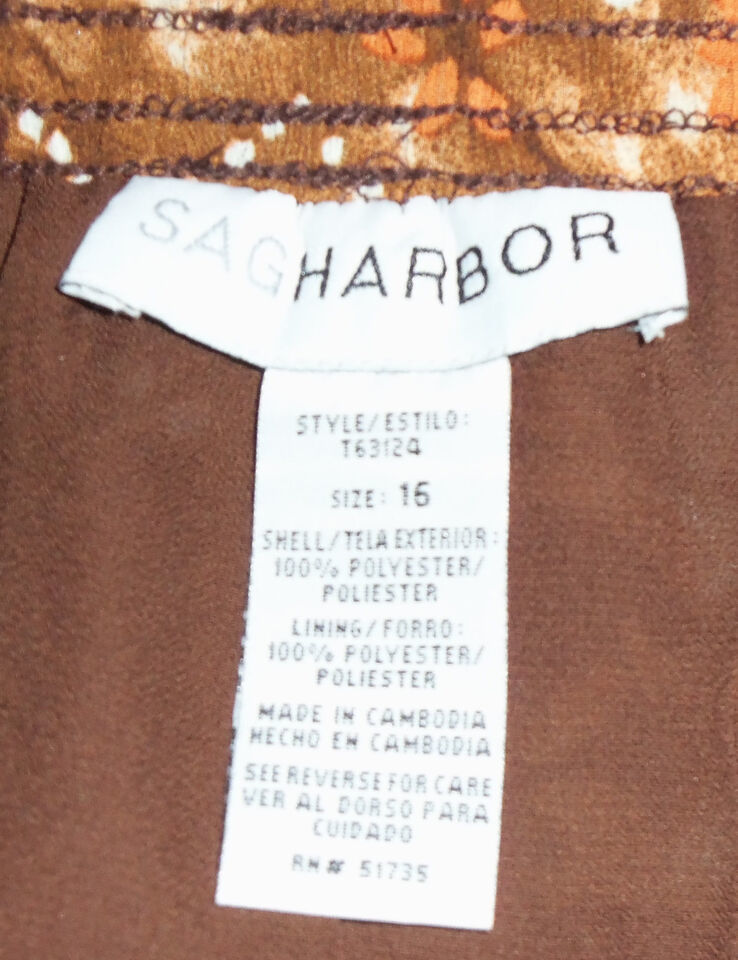 SAG HARBOR
STYLE/ESTILO:
T63124
SIZE: 16
SHELL/TELA EXTERIOR:
100% POLYESTER/
POLIESTER
LINING/FORRO:
100% POLYESTER/
POLIESTER
MADE IN CAMBODIA
HECHO EN CAMBODIA
SEE REVERSE FOR CARE
VER AL DORSO PARA
CUIDADO
RN# 51735